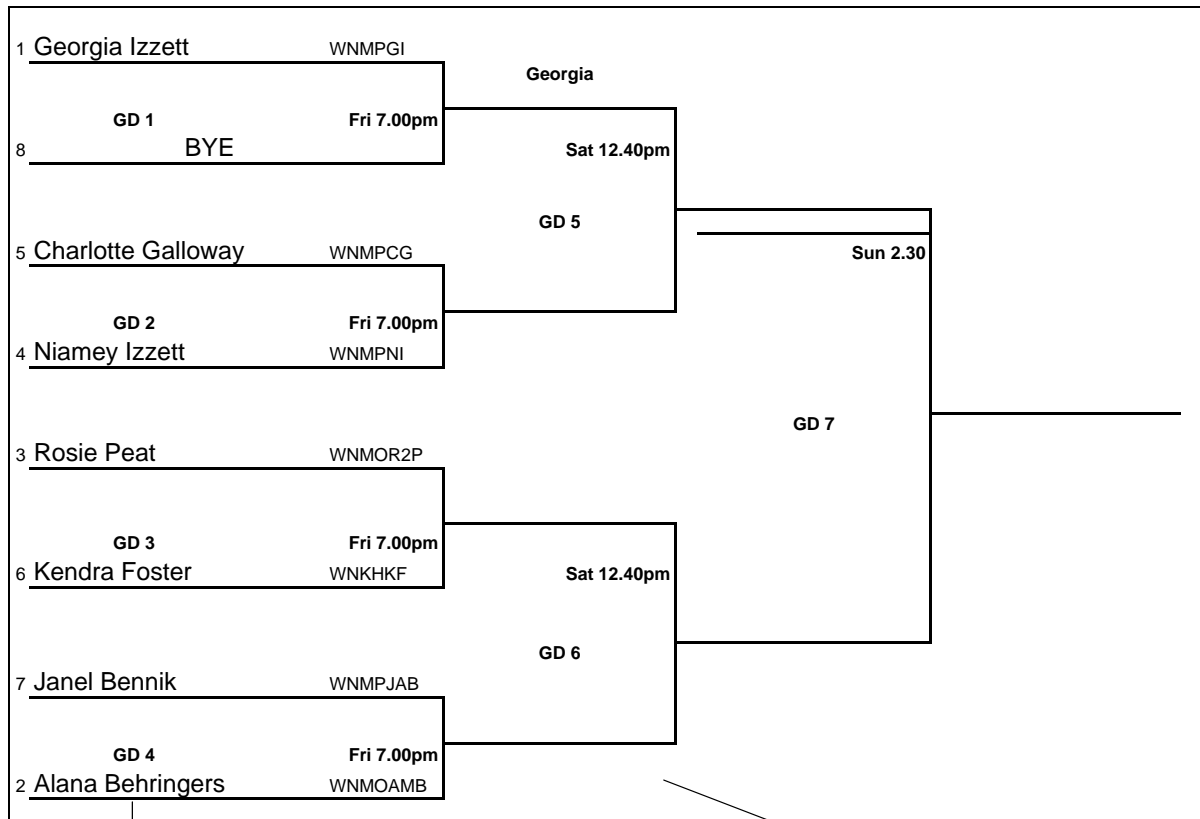 1 Georgia Izzett WNMPGI
Georgia
GD 1 Fri 7.00pm
8 BYE
Sat 12.40pm
GD 5
5 Charlotte Galloway WNMPCG
Sun 2.30
GD 2 Fri 7.00pm
4 Niamey Izzett WNMPNI
GD 7
3 Rosie Peat WNMOR2P
GD 3 Fri 7.00pm
6 Kendra Foster WNKHKF
Sat 12.40pm
GD 6
7 Janel Bennik WNMPJAB
GD 4 Fri 7.00pm
2 Alana Behringers WNMOAMB